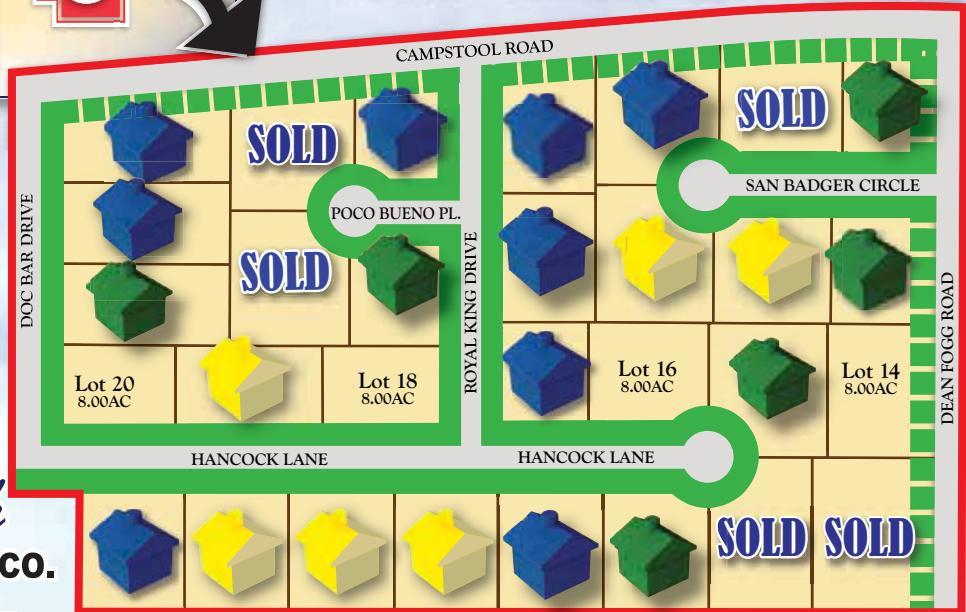 CAMPSTOOL ROAD
SOLD
SOLD
SAN BADGER CIRCLE
POCO BUENO PL.
DOC BAR DRIVE
SOLD
ROYAL KING DRIVE
DEAN FOGG ROAD
Lot 20
8.00AC
Lot 18
8.00AC
Lot 16
8.00AC
Lot 14
8.00AC
HANCOCK LANE
HANCOCK LANE
SOLD
SOLD
co.